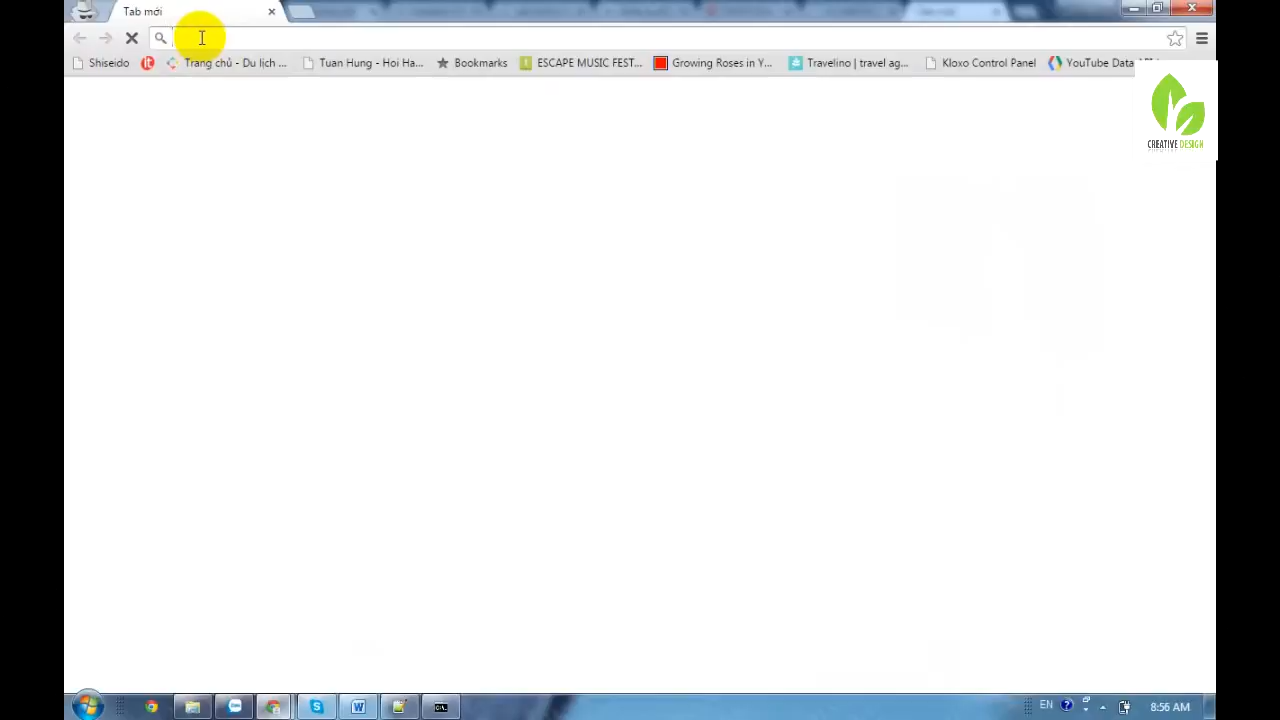 Tab mới
Shiseido Trang chủ - Du lịch ... Tuan Hung - Hoi Ha... Bookmarks ESCAPE MUSIC FEST... Growing Roses in Y... Travelino | travel ag... Kloxo Control Panel YouTube Data
CREATIVE DESIGN
EN 8:56 AM